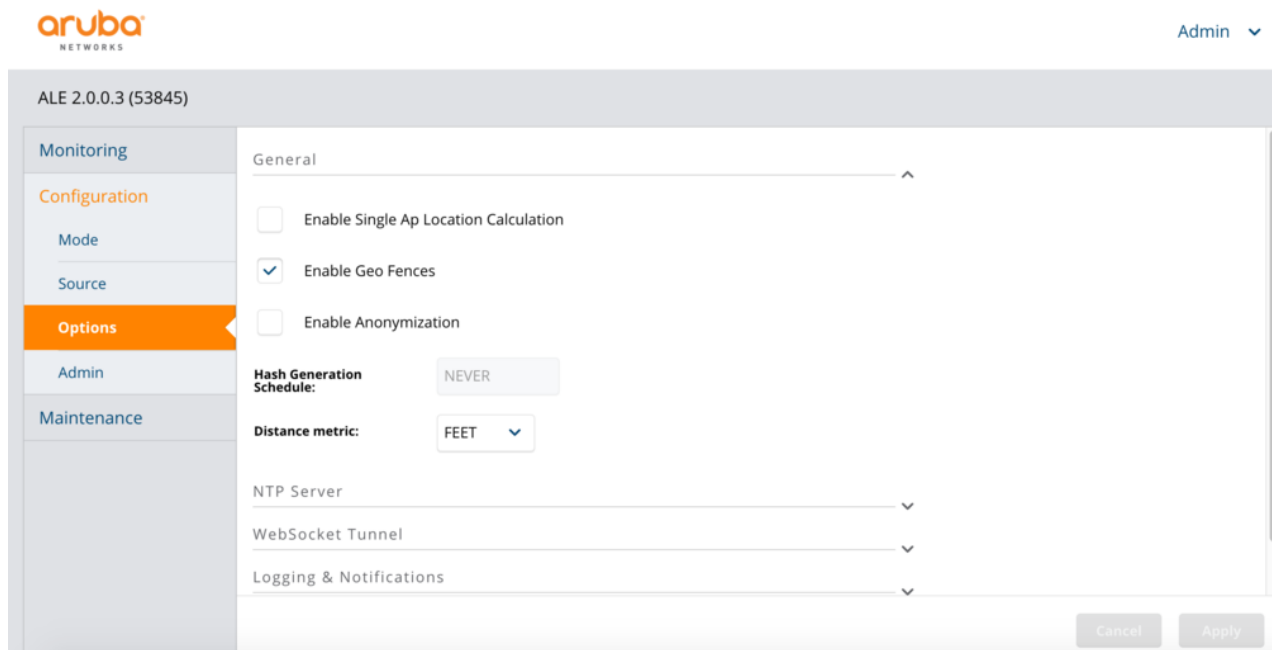 aruba
NETWORKS
Admin
ALE 2.0.0.3 (53845)
Monitoring
Configuration
Mode
Source
Options
Admin
Maintenance
General
Enable Single Ap Location Calculation
Enable Geo Fences
Enable Anonymization
Hash Generation
Schedule:
NEVER
Distance metric:
FEET
NTP Server
WebSocket Tunnel
Logging & Notifications
Cancel
Apply